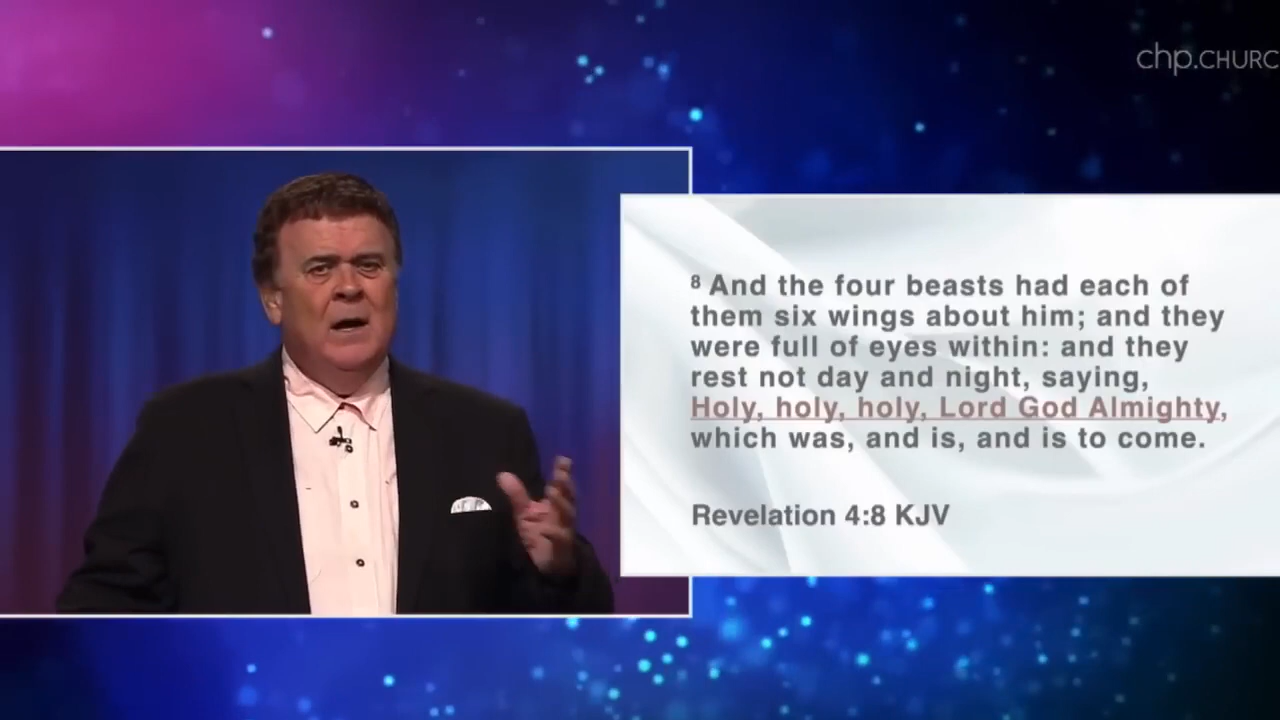 chp.CHURC
8 And the four beasts had each of
them six wings about him; and they
were full of eyes within: and they
rest not day and night, saying,
Holy, holy, holy, Lord God Almighty,
which was, and is, and is to come.
Revelation 4:8 KJV